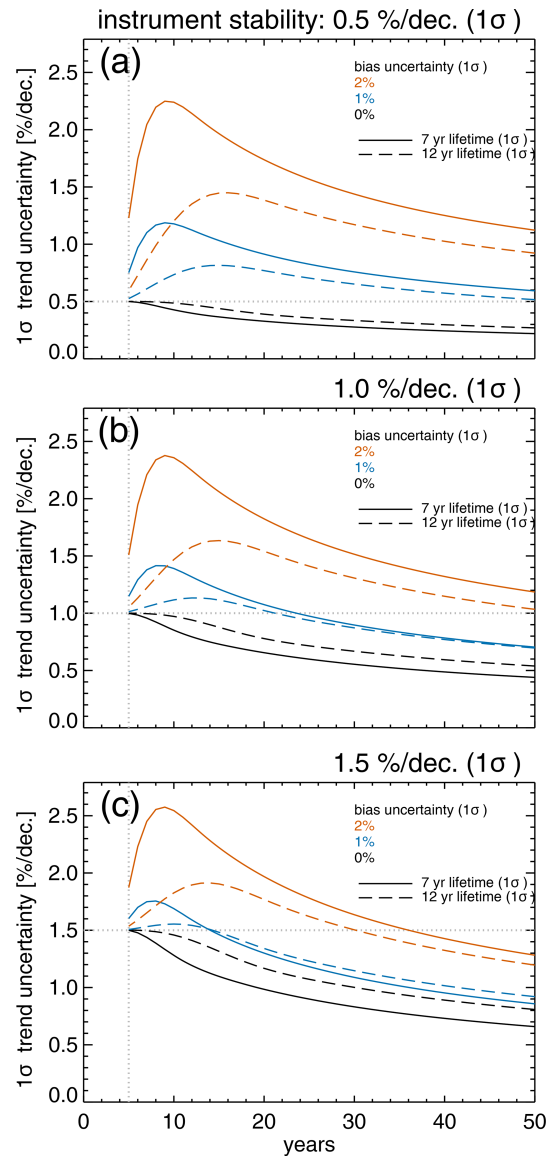 instrument stability: 0.5 %/dec. (1σ )
(a)
bias uncertainty (1σ )
2%
1%
0%
7 yr lifetime (1σ )
12 yr lifetime (1σ)
1σ trend uncertainty [%/dec.]
2.5
2.0
1.5
1.0
0.5
0.0
1.0 %/dec. (1σ )
(b)
bias uncertainty (1σ )
2%
1%
0%
7 yr lifetime (1σ )
12 yr lifetime (1σ)
1σ trend uncertainty [%/dec.]
2.5
2.0
1.5
1.0
0.5
0.0
1.5 %/dec. (1σ )
(c)
bias uncertainty (1σ )
2%
1%
0%
7 yr lifetime (1σ )
12 yr lifetime (1σ)
1σ trend uncertainty [%/dec.]
2.5
2.0
1.5
1.0
0.5
0.0
0 10 20 30 40 50
years